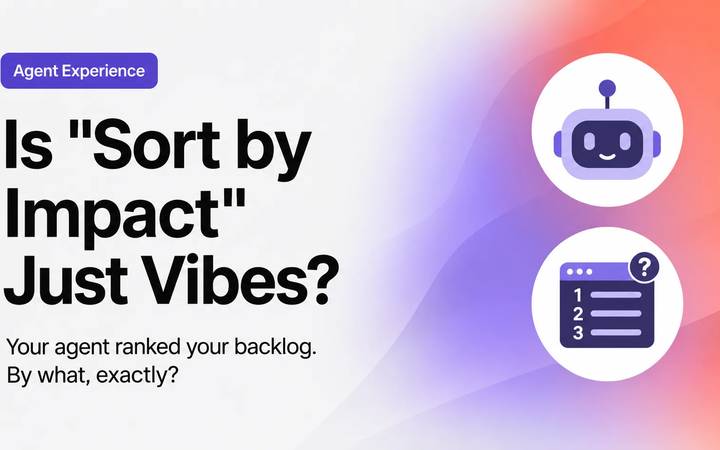 Agent Experience
Is "Sort by
Impact"
Just Vibes?
Your agent ranked your backlog.
By what, exactly?
?
1
2
3